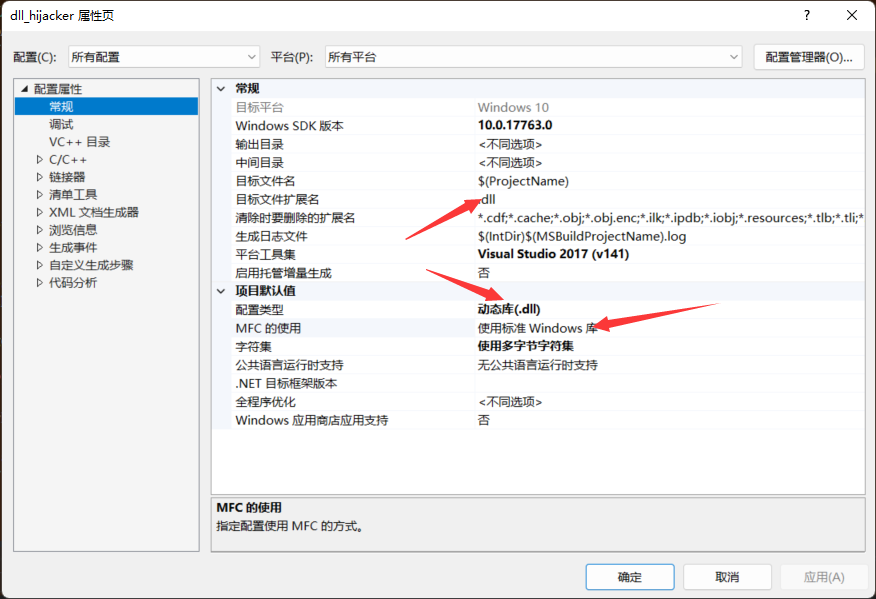 dll_hijacker 属性页
配置(C): 所有配置 平台(P): 所有平台 配置管理器(O)...
配置属性
常规
调试
VC++ 目录
C/C++
链接器
清单工具
XML 文档生成器
浏览信息
生成事件
自定义生成步骤
代码分析
常规
目标平台 Windows 10
Windows SDK 版本 10.0.17763.0
输出目录 <不同选项>
中间目录 <不同选项>
目标文件名 $(ProjectName)
目标文件扩展名 .dll
清除时要删除的扩展名 *.cdf;*.cache;*.obj;*.obj.enc;*.ilk;*.ipdb;*.iobj;*.resources;*.tlb;*.tli;*
生成日志文件 $(IntDir)$(MSBuildProjectName).log
平台工具集 Visual Studio 2017 (v141)
启用托管增量生成 否
项目默认值
配置类型 动态库(.dll)
MFC 的使用 使用标准 Windows 库
字符集 使用多字节字符集
公共语言运行时支持 无公共语言运行时支持
.NET 目标框架版本
全程序优化 <不同选项>
Windows 应用商店应用支持 否
MFC 的使用
指定配置使用 MFC 的方式。
确定 取消 应用(A)